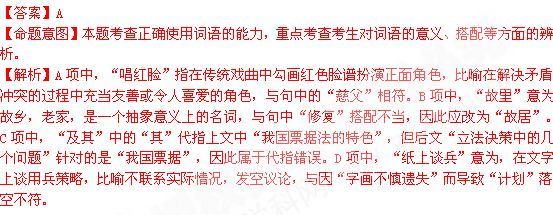 【答案】A
【命题意图】本题考查正确使用词语的能力，重点考查考生对词语的意义、搭配等方面的辨
析。
【解析】A项中，“唱红脸”指在传统戏曲中勾画红色脸谱扮演正面角色，比喻在解决矛盾
冲突的过程中充当友善或令人喜爱的角色，与句中的“慈父”相符。B项中，“故里”意为
故乡，老家，是一个抽象意义上的名词，与句中“修复”搭配不当，因此应改为“故居”。
C项中，“及其”中的“其”代指上文中“我国票据法的特色”，但后文“立法决策中的几
个问题”针对的是“我国票据”，因此属于代指错误。D项中，“纸上谈兵”意为，在文字
上谈用兵策略，比喻不联系实际情况，发空议论，与因“字画不慎遗失”而导致“计划”落
空不符。